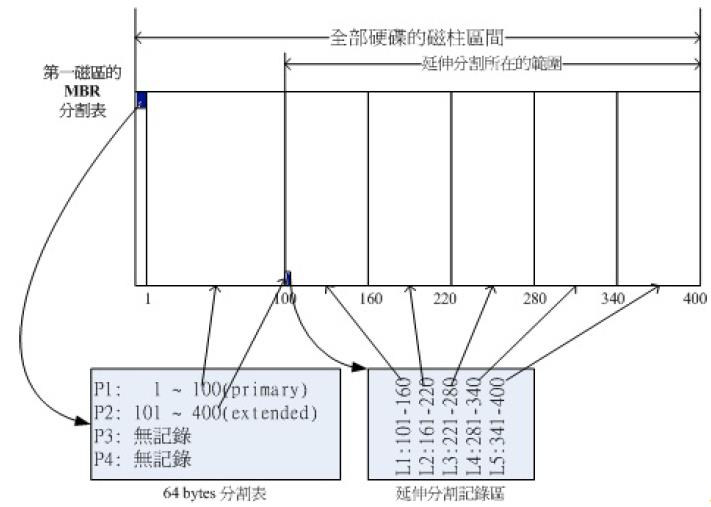 全部硬碟的磁柱區間
延伸分割所在的範圍
第一磁區的
MBR
分割表
1
100
160
220
280
340
400
P1: 1 ~ 100(primary)
P2: 101 ~ 400(extended)
P3: 無記錄
P4: 無記錄
L1:101-160
L2:161-220
L3:221-280
L4:281-340
L5:341-400
64 bytes 分割表
延伸分割記錄區